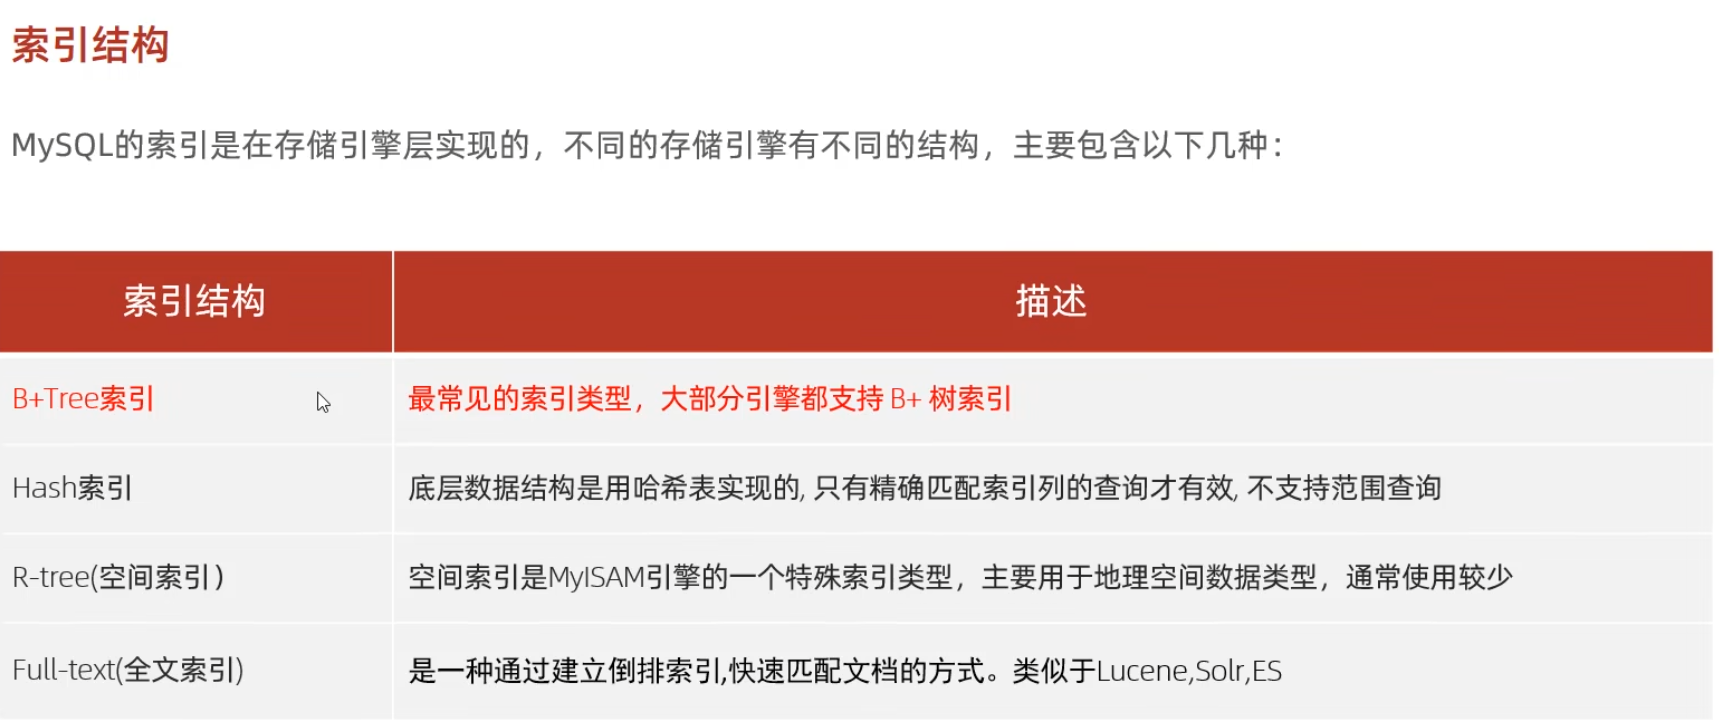 索引结构
MySQL的索引是在存储引擎层实现的，不同的存储引擎有不同的结构，主要包含以下几种：
索引结构 描述
B+Tree索引 最常见的索引类型，大部分引擎都支持 B+ 树索引
Hash索引 底层数据结构是用哈希表实现的, 只有精确匹配索引列的查询才有效, 不支持范围查询
R-tree(空间索引） 空间索引是MyISAM引擎的一个特殊索引类型，主要用于地理空间数据类型，通常使用较少
Full-text(全文索引) 是一种通过建立倒排索引,快速匹配文档的方式。类似于Lucene,Solr,ES